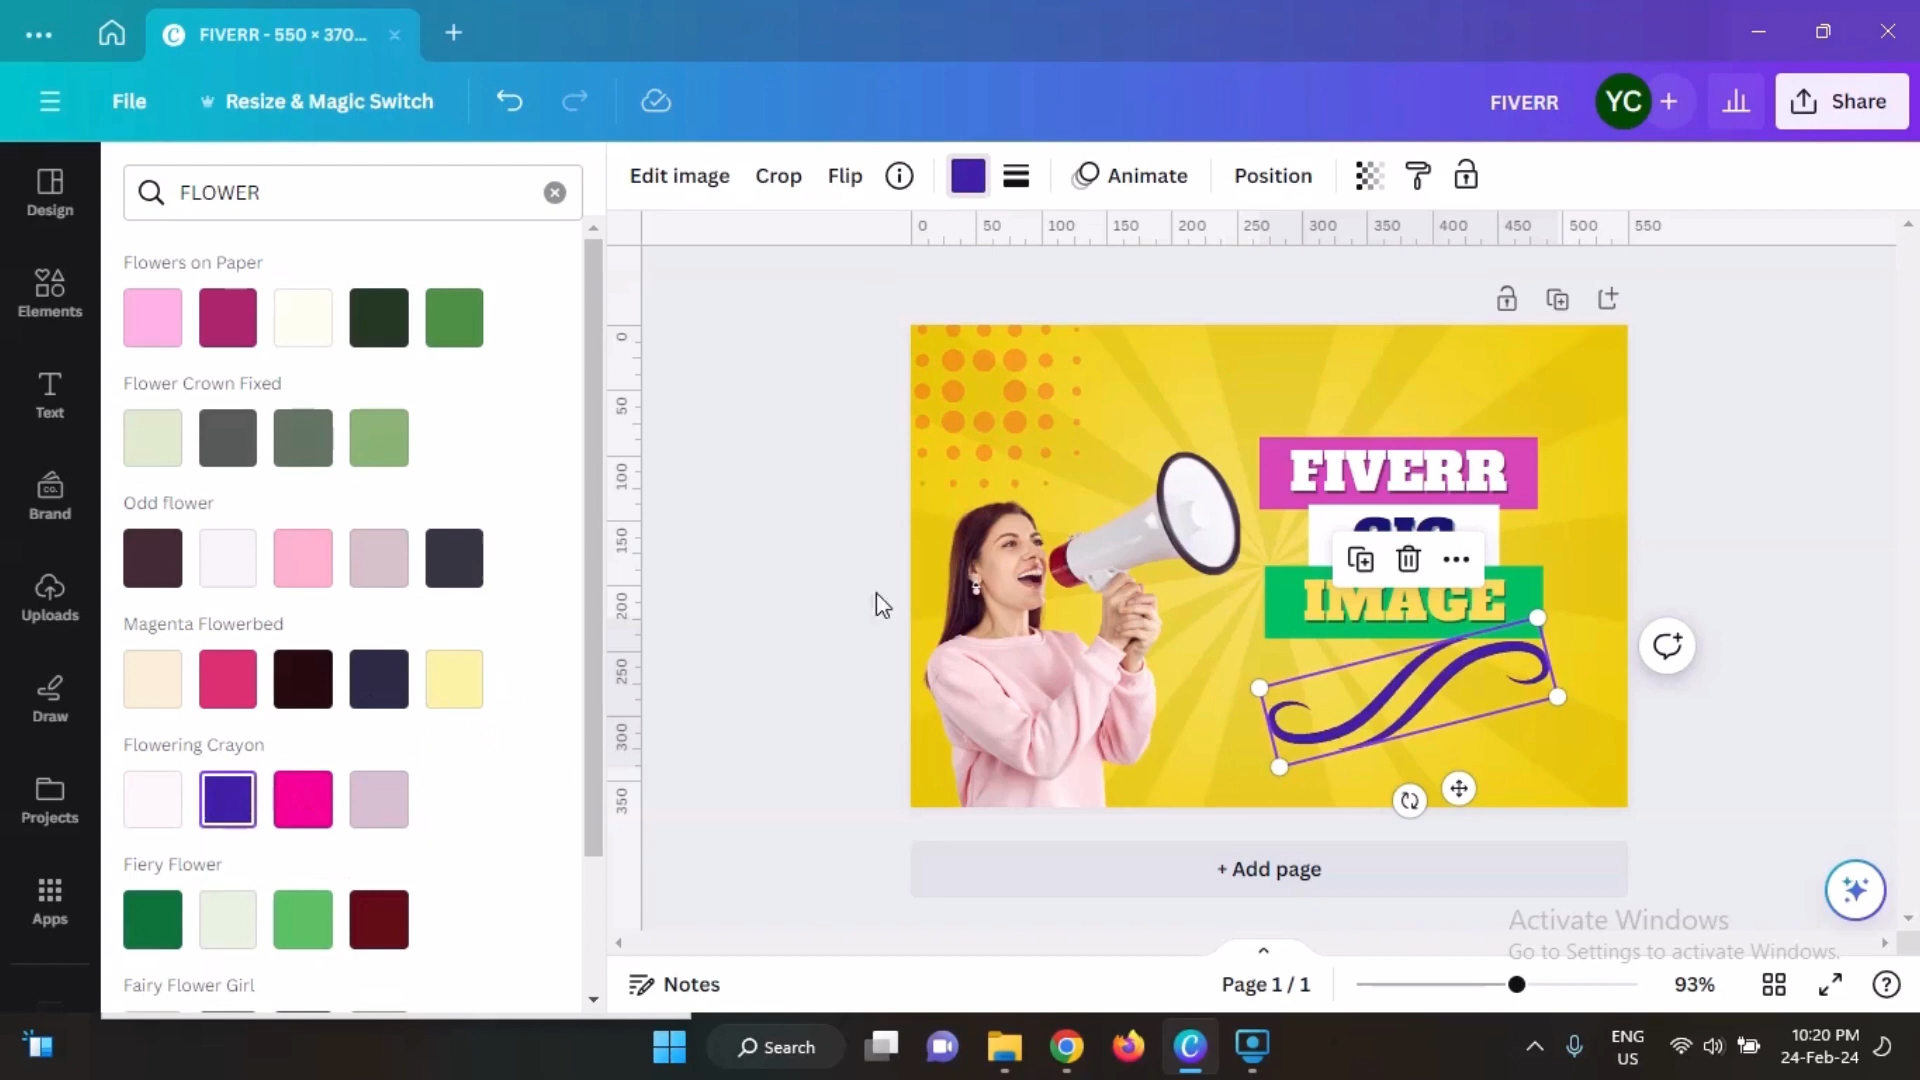 FIVERR - 550 × 370...
File
Resize & Magic Switch
FIVERR
YC
Share
Design
Elements
Text
Brand
Uploads
Draw
Projects
Apps
FLOWER
Flowers on Paper
Flower Crown Fixed
Odd flower
Magenta Flowerbed
Flowering Crayon
Fiery Flower
Fairy Flower Girl
Edit image
Crop
Flip
Animate
Position
0 50 100 150 200 250 300 350 400 450 500 550
0
50
100
150
200
250
300
350
FIVERR
GIG
IMAGE
+ Add page
Activate Windows
Go to Settings to activate Windows.
Notes
Page 1 / 1
93%
Search
ENG
US
10:20 PM
24-Feb-24